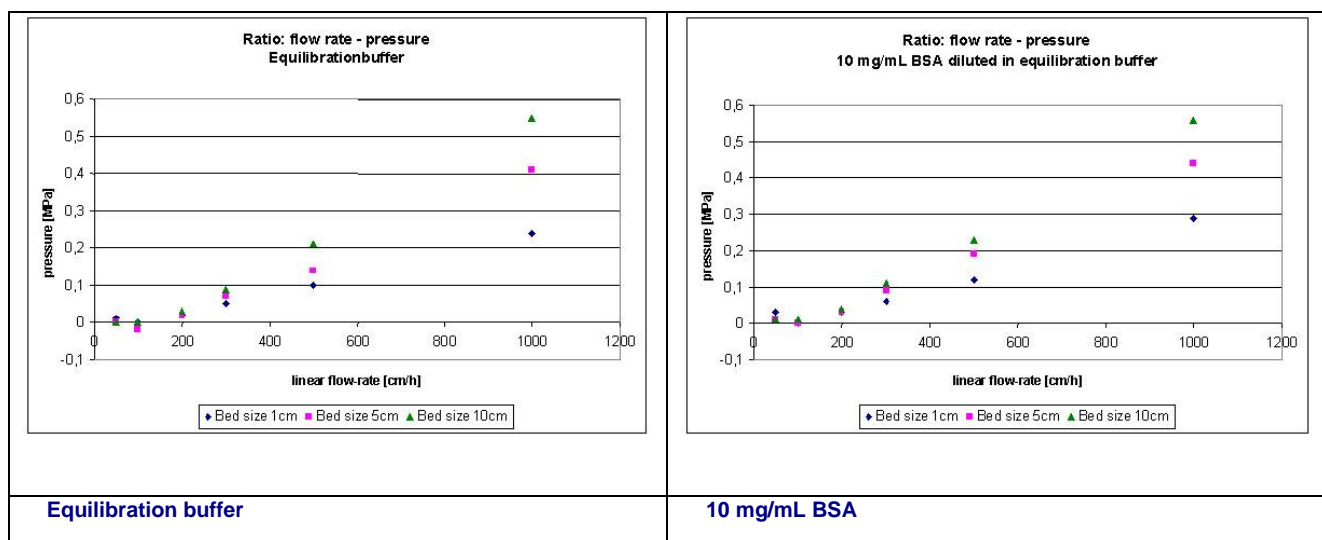 Ratio: flow rate - pressure
Equilibrationbuffer
0,6
0,5
0,4
0,3
0,2
0,1
0
-0,1
pressure [MPa]
0 200 400 600 800 1000 1200
linear flow-rate [cm/h]
Bed size 1cm Bed size 5cm Bed size 10cm
Equilibration buffer
Ratio: flow rate - pressure
10 mg/mL BSA diluted in equilibration buffer
0,6
0,5
0,4
0,3
0,2
0,1
0
-0,1
pressure [MPa]
0 200 400 600 800 1000 1200
linear flow-rate [cm/h]
Bed size 1cm Bed size 5cm Bed size 10cm
10 mg/mL BSA